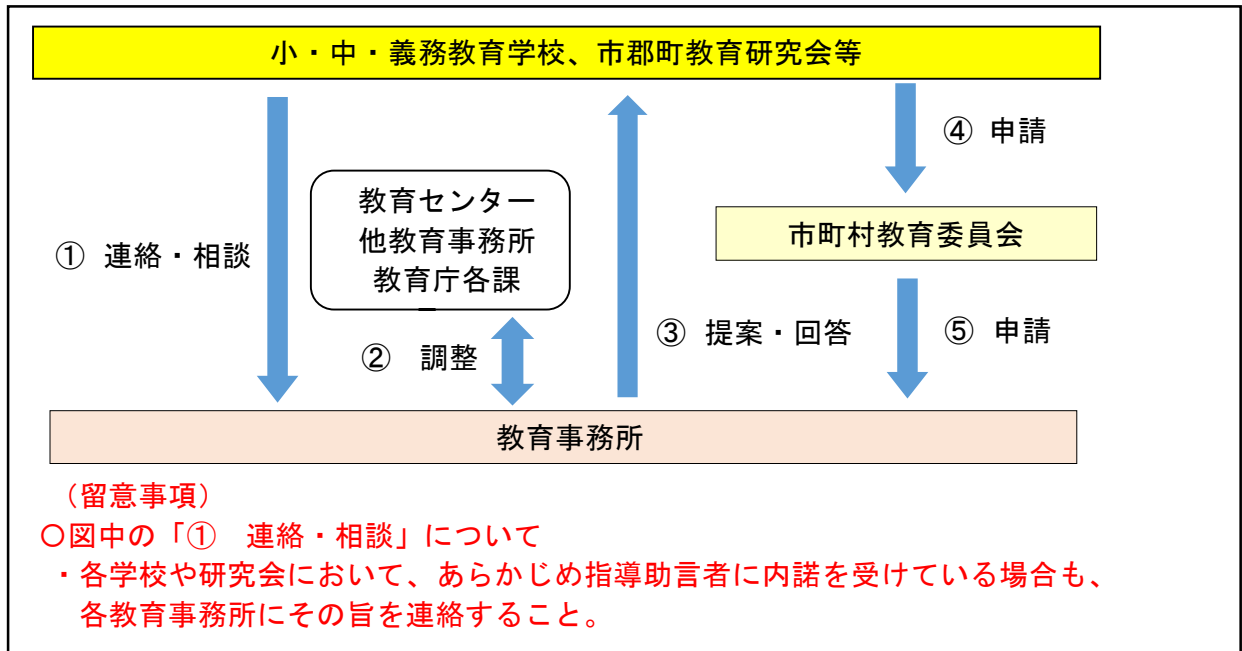 小・中・義務教育学校、市郡町教育研究会等
④ 申請
教育センター
他教育事務所
教育庁各課
市町村教育委員会
① 連絡・相談
③ 提案・回答
⑤ 申請
② 調整
教育事務所
（留意事項）
〇図中の「① 連絡・相談」について
・各学校や研究会において、あらかじめ指導助言者に内諾を受けている場合も、
各教育事務所にその旨を連絡すること。